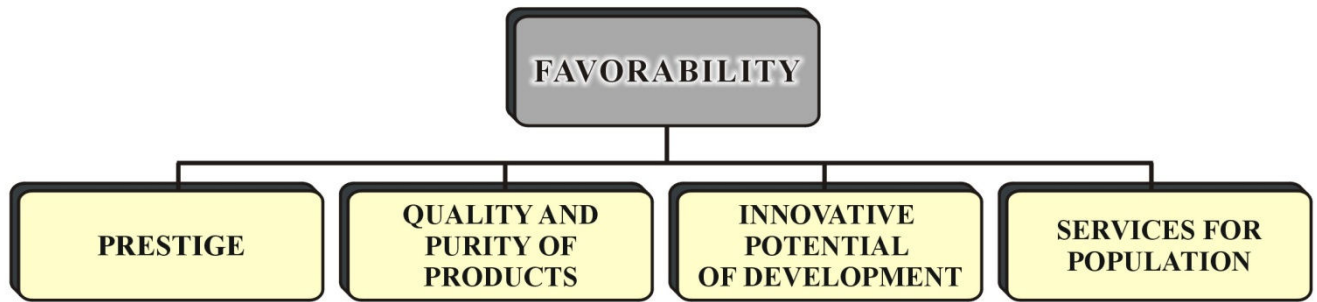 FAVORABILITY
PRESTIGE
QUALITY AND
PURITY OF
PRODUCTS
INNOVATIVE
POTENTIAL
OF DEVELOPMENT
SERVICES FOR
POPULATION